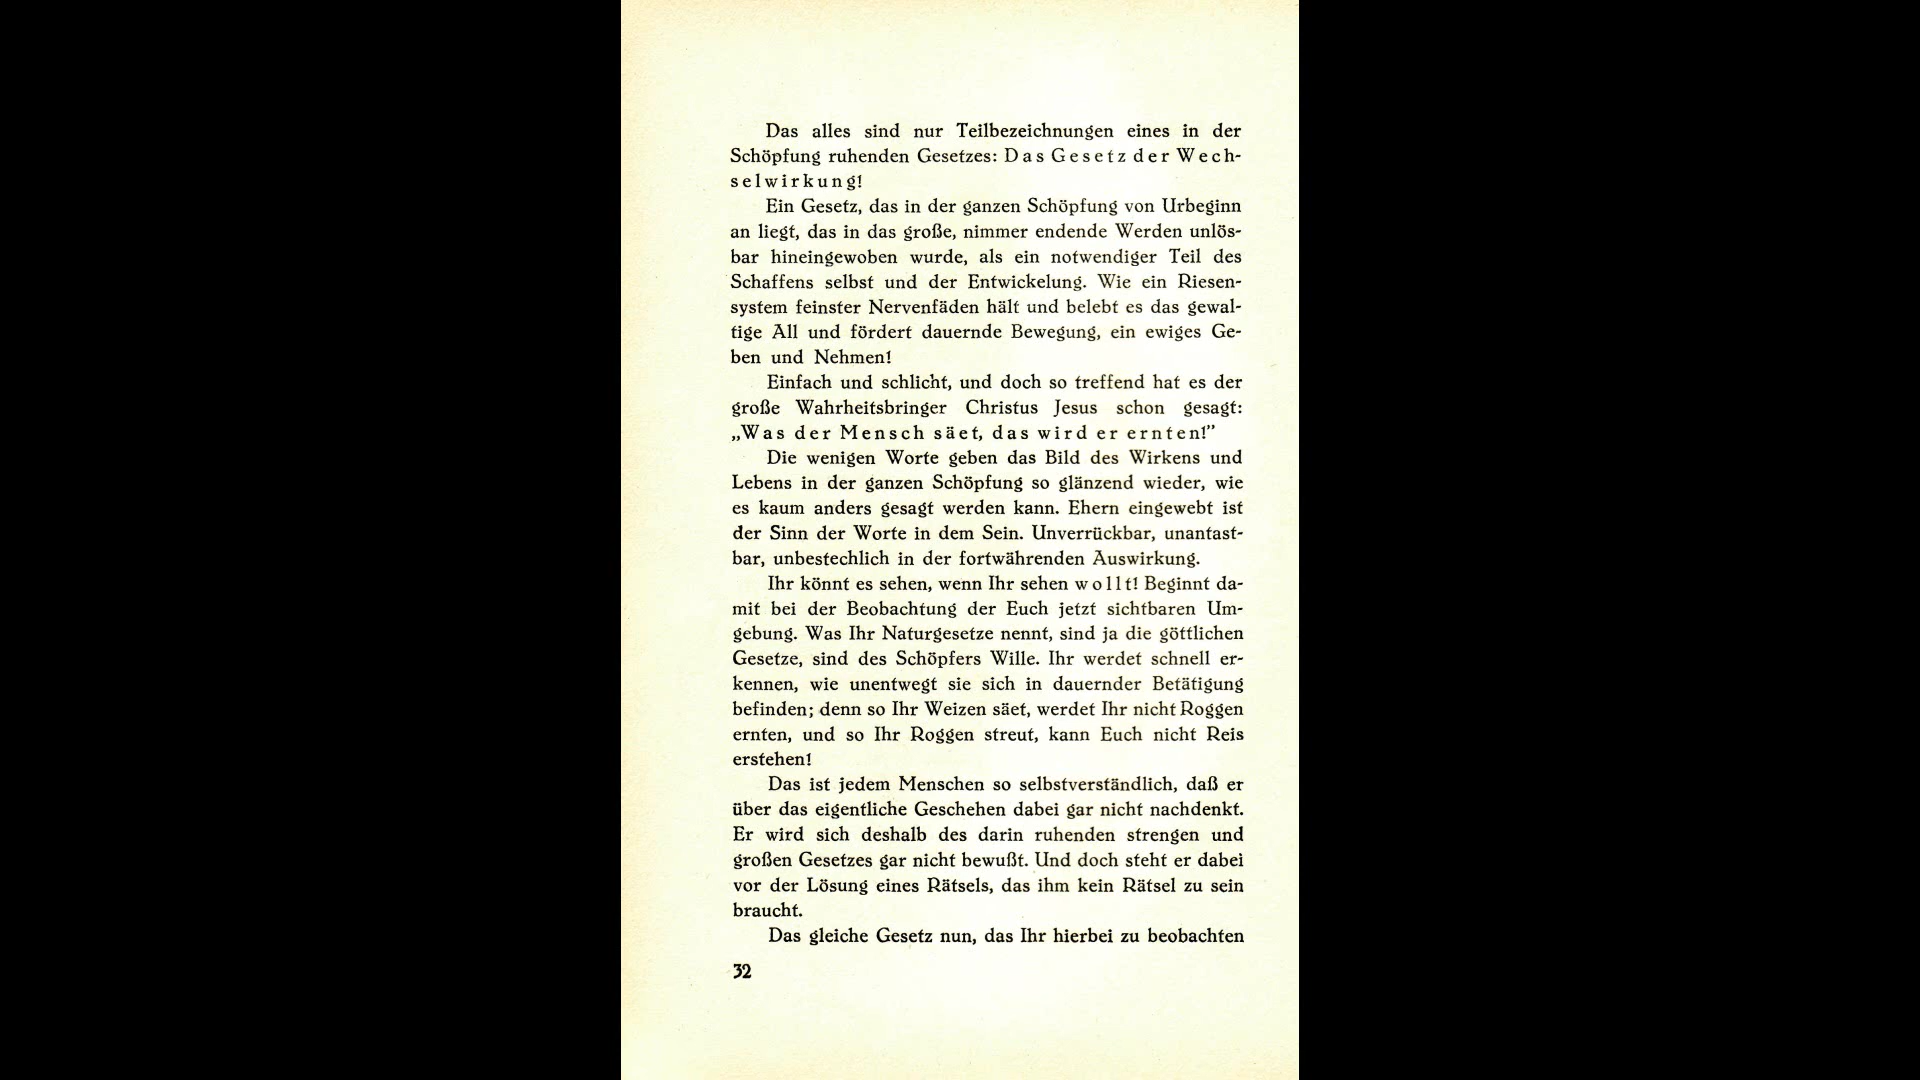 Das alles sind nur Teilbezeichnungen eines in der
Schöpfung ruhenden Gesetzes: Das Gesetz der Wech-
selwirkung!
Ein Gesetz, das in der ganzen Schöpfung von Urbeginn
an liegt, das in das große, nimmer endende Werden unlös-
bar hineingewoben wurde, als ein notwendiger Teil des
Schaffens selbst und der Entwickelung. Wie ein Riesen-
system feinster Nervenfäden hält und belebt es das gewal-
tige All und fördert dauernde Bewegung, ein ewiges Ge-
ben und Nehmen!
Einfach und schlicht, und doch so treffend hat es der
große Wahrheitsbringer Christus Jesus schon gesagt:
„Was der Mensch säet, das wird er ernten!”
Die wenigen Worte geben das Bild des Wirkens und
Lebens in der ganzen Schöpfung so glänzend wieder, wie
es kaum anders gesagt werden kann. Ehern eingewebt ist
der Sinn der Worte in dem Sein. Unverrückbar, unantast-
bar, unbestechlich in der fortwährenden Auswirkung.
Ihr könnt es sehen, wenn Ihr sehen wollt! Beginnt da-
mit bei der Beobachtung der Euch jetzt sichtbaren Um-
gebung. Was Ihr Naturgesetze nennt, sind ja die göttlichen
Gesetze, sind des Schöpfers Wille. Ihr werdet schnell er-
kennen, wie unentwegt sie sich in dauernder Betätigung
befinden; denn so Ihr Weizen säet, werdet Ihr nicht Roggen
ernten, und so Ihr Roggen streut, kann Euch nicht Reis
erstehen!
Das ist jedem Menschen so selbstverständlich, daß er
über das eigentliche Geschehen dabei gar nicht nachdenkt.
Er wird sich deshalb des darin ruhenden strengen und
großen Gesetzes gar nicht bewußt. Und doch steht er dabei
vor der Lösung eines Rätsels, das ihm kein Rätsel zu sein
braucht.
Das gleiche Gesetz nun, das Ihr hierbei zu beobachten
32